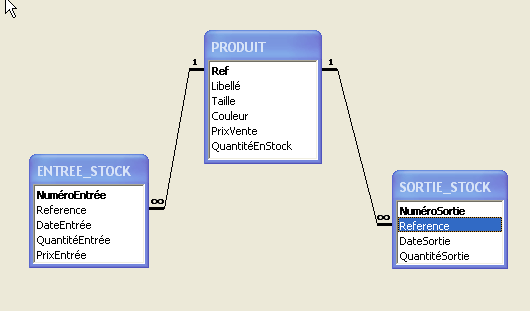 PRODUIT
Ref
Libellé
Taille
Couleur
PrixVente
QuantitéEnStock
1
1
ENTREE_STOCK
NuméroEntrée
Reference
DateEntrée
QuantitéEntrée
PrixEntrée
∞
SORTIE_STOCK
NuméroSortie
Reference
DateSortie
QuantitéSortie
∞